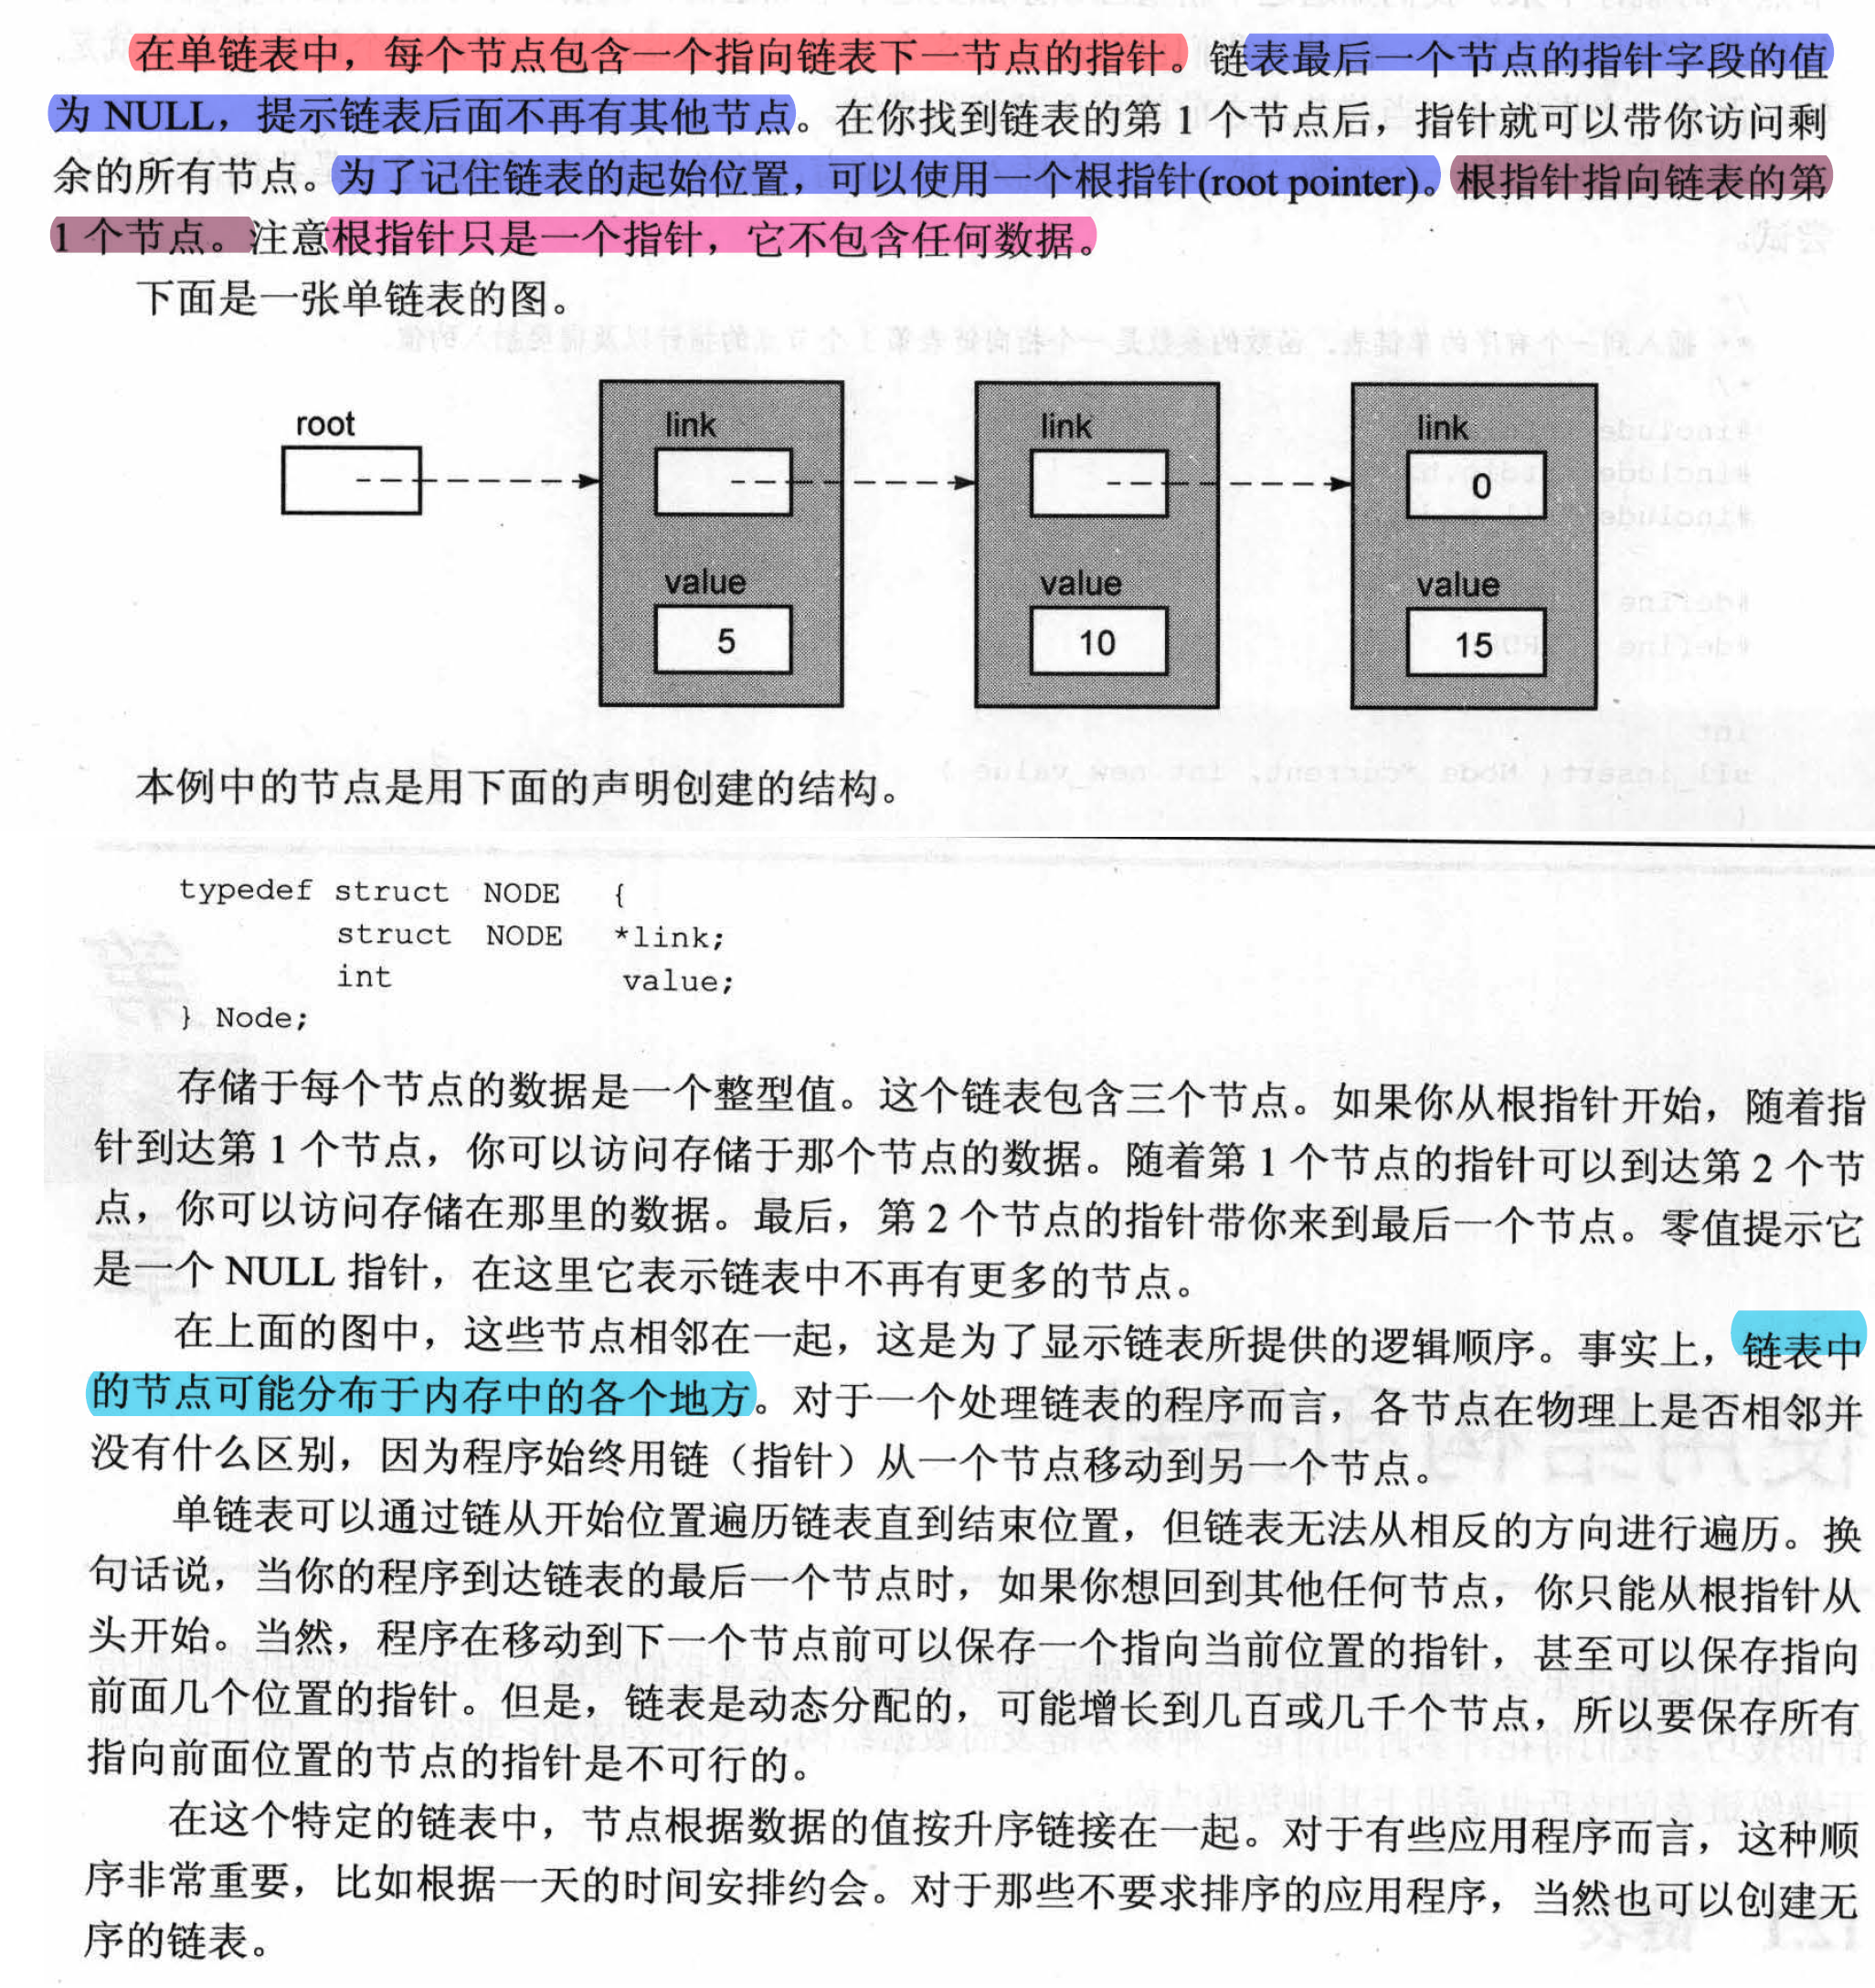 在单链表中，每个节点包含一个指向链表下一节点的指针。链表最后一个节点的指针字段的值
为 NULL，提示链表后面不再有其他节点。在你找到链表的第 1 个节点后，指针就可以带你访问剩
余的所有节点。为了记住链表的起始位置，可以使用一个根指针(root pointer)。根指针指向链表的第
1 个节点。注意根指针只是一个指针，它不包含任何数据。
下面是一张单链表的图。
root
link
link
link
0
value
value
value
5
10
15
本例中的节点是用下面的声明创建的结构。
typedef struct NODE {
struct NODE *link;
int value;
} Node;
存储于每个节点的数据是一个整型值。这个链表包含三个节点。如果你从根指针开始，随着指
针到达第 1 个节点，你可以访问存储于那个节点的数据。随着第 1 个节点的指针可以到达第 2 个节
点，你可以访问存储在那里的数据。最后，第 2 个节点的指针带你来到最后一个节点。零值提示它
是一个 NULL 指针，在这里它表示链表中不再有更多的节点。
在上面的图中，这些节点相邻在一起，这是为了显示链表所提供的逻辑顺序。事实上，链表中
的节点可能分布于内存中的各个地方。对于一个处理链表的程序而言，各节点在物理上是否相邻并
没有什么区别，因为程序始终用链（指针）从一个节点移动到另一个节点。
单链表可以通过链从开始位置遍历链表直到结束位置，但链表无法从相反的方向进行遍历。换
句话说，当你的程序到达链表的最后一个节点时，如果你想回到其他任何节点，你只能从根指针从
头开始。当然，程序在移动到下一个节点前可以保存一个指向当前位置的指针，甚至可以保存指向
前面几个位置的指针。但是，链表是动态分配的，可能增长到几百或几千个节点，所以要保存所有
指向前面位置的节点的指针是不可行的。
在这个特定的链表中，节点根据数据的值按升序链接在一起。对于有些应用程序而言，这种顺
序非常重要，比如根据一天的时间安排约会。对于那些不要求排序的应用程序，当然也可以创建无
序的链表。